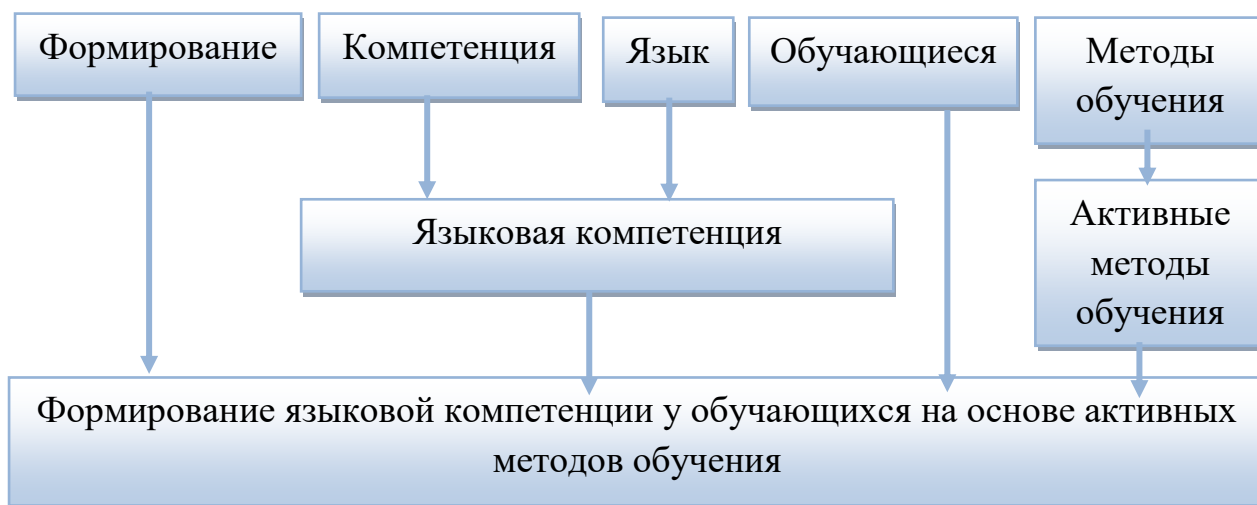 Формирование
Компетенция
Язык
Обучающиеся
Методы
обучения
Языковая компетенция
Активные
методы
обучения
Формирование языковой компетенции у обучающихся на основе активных
методов обучения